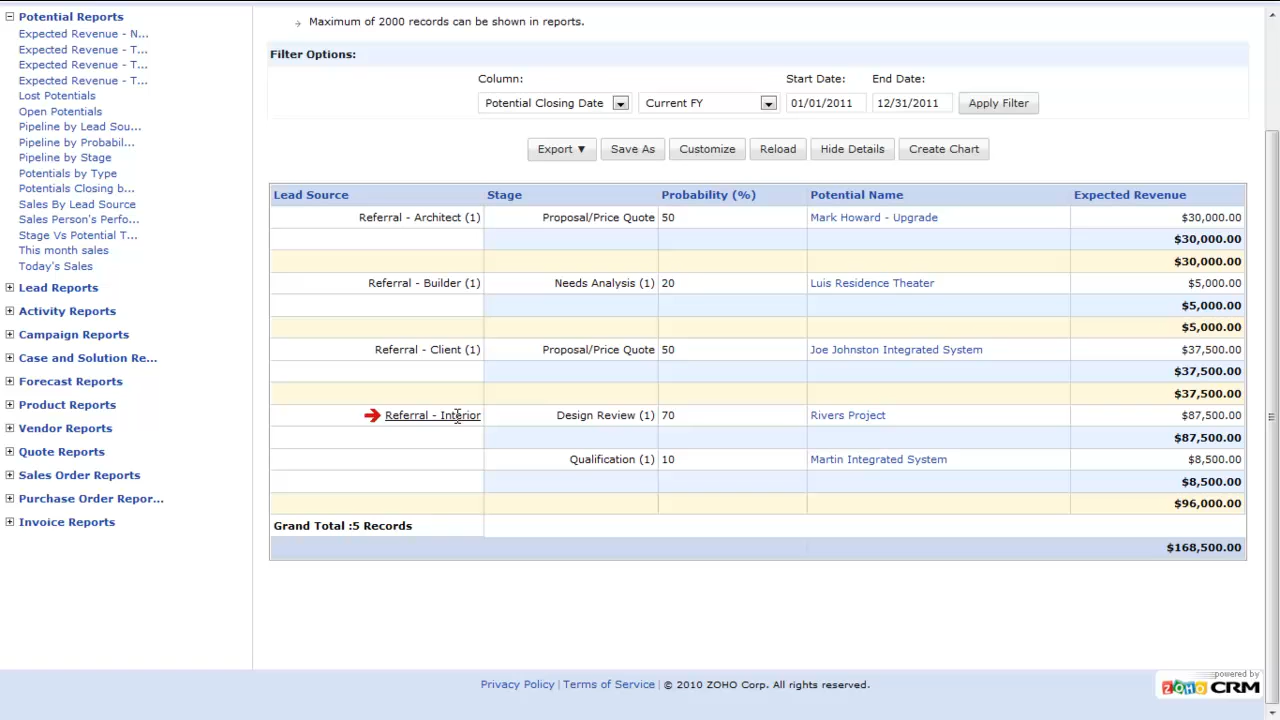 Potential Reports
Expected Revenue - N...
Expected Revenue - T...
Expected Revenue - T...
Expected Revenue - T...
Lost Potentials
Open Potentials
Pipeline by Lead Sou...
Pipeline by Probabil...
Pipeline by Stage
Potentials by Type
Potentials Closing b...
Sales By Lead Source
Sales Person's Perfo...
Stage Vs Potential T...
This month sales
Today's Sales
Lead Reports
Activity Reports
Campaign Reports
Case and Solution Re...
Forecast Reports
Product Reports
Vendor Reports
Quote Reports
Sales Order Reports
Purchase Order Repor...
Invoice Reports
Maximum of 2000 records can be shown in reports.
Filter Options:
Column: Start Date: End Date:
Potential Closing Date Current FY 01/01/2011 12/31/2011 Apply Filter
Export ▼ Save As Customize Reload Hide Details Create Chart
Lead Source Stage Probability (%) Potential Name Expected Revenue
Referral - Architect (1) Proposal/Price Quote 50 Mark Howard - Upgrade $30,000.00
$30,000.00
$30,000.00
Referral - Builder (1) Needs Analysis (1) 20 Luis Residence Theater $5,000.00
$5,000.00
$5,000.00
Referral - Client (1) Proposal/Price Quote 50 Joe Johnston Integrated System $37,500.00
$37,500.00
$37,500.00
Referral - Interior Design Review (1) 70 Rivers Project $87,500.00
$87,500.00
Qualification (1) 10 Martin Integrated System $8,500.00
$8,500.00
$96,000.00
Grand Total :5 Records
$168,500.00
Privacy Policy | Terms of Service | © 2010 ZOHO Corp. All rights reserved.
powered by
ZOHO CRM